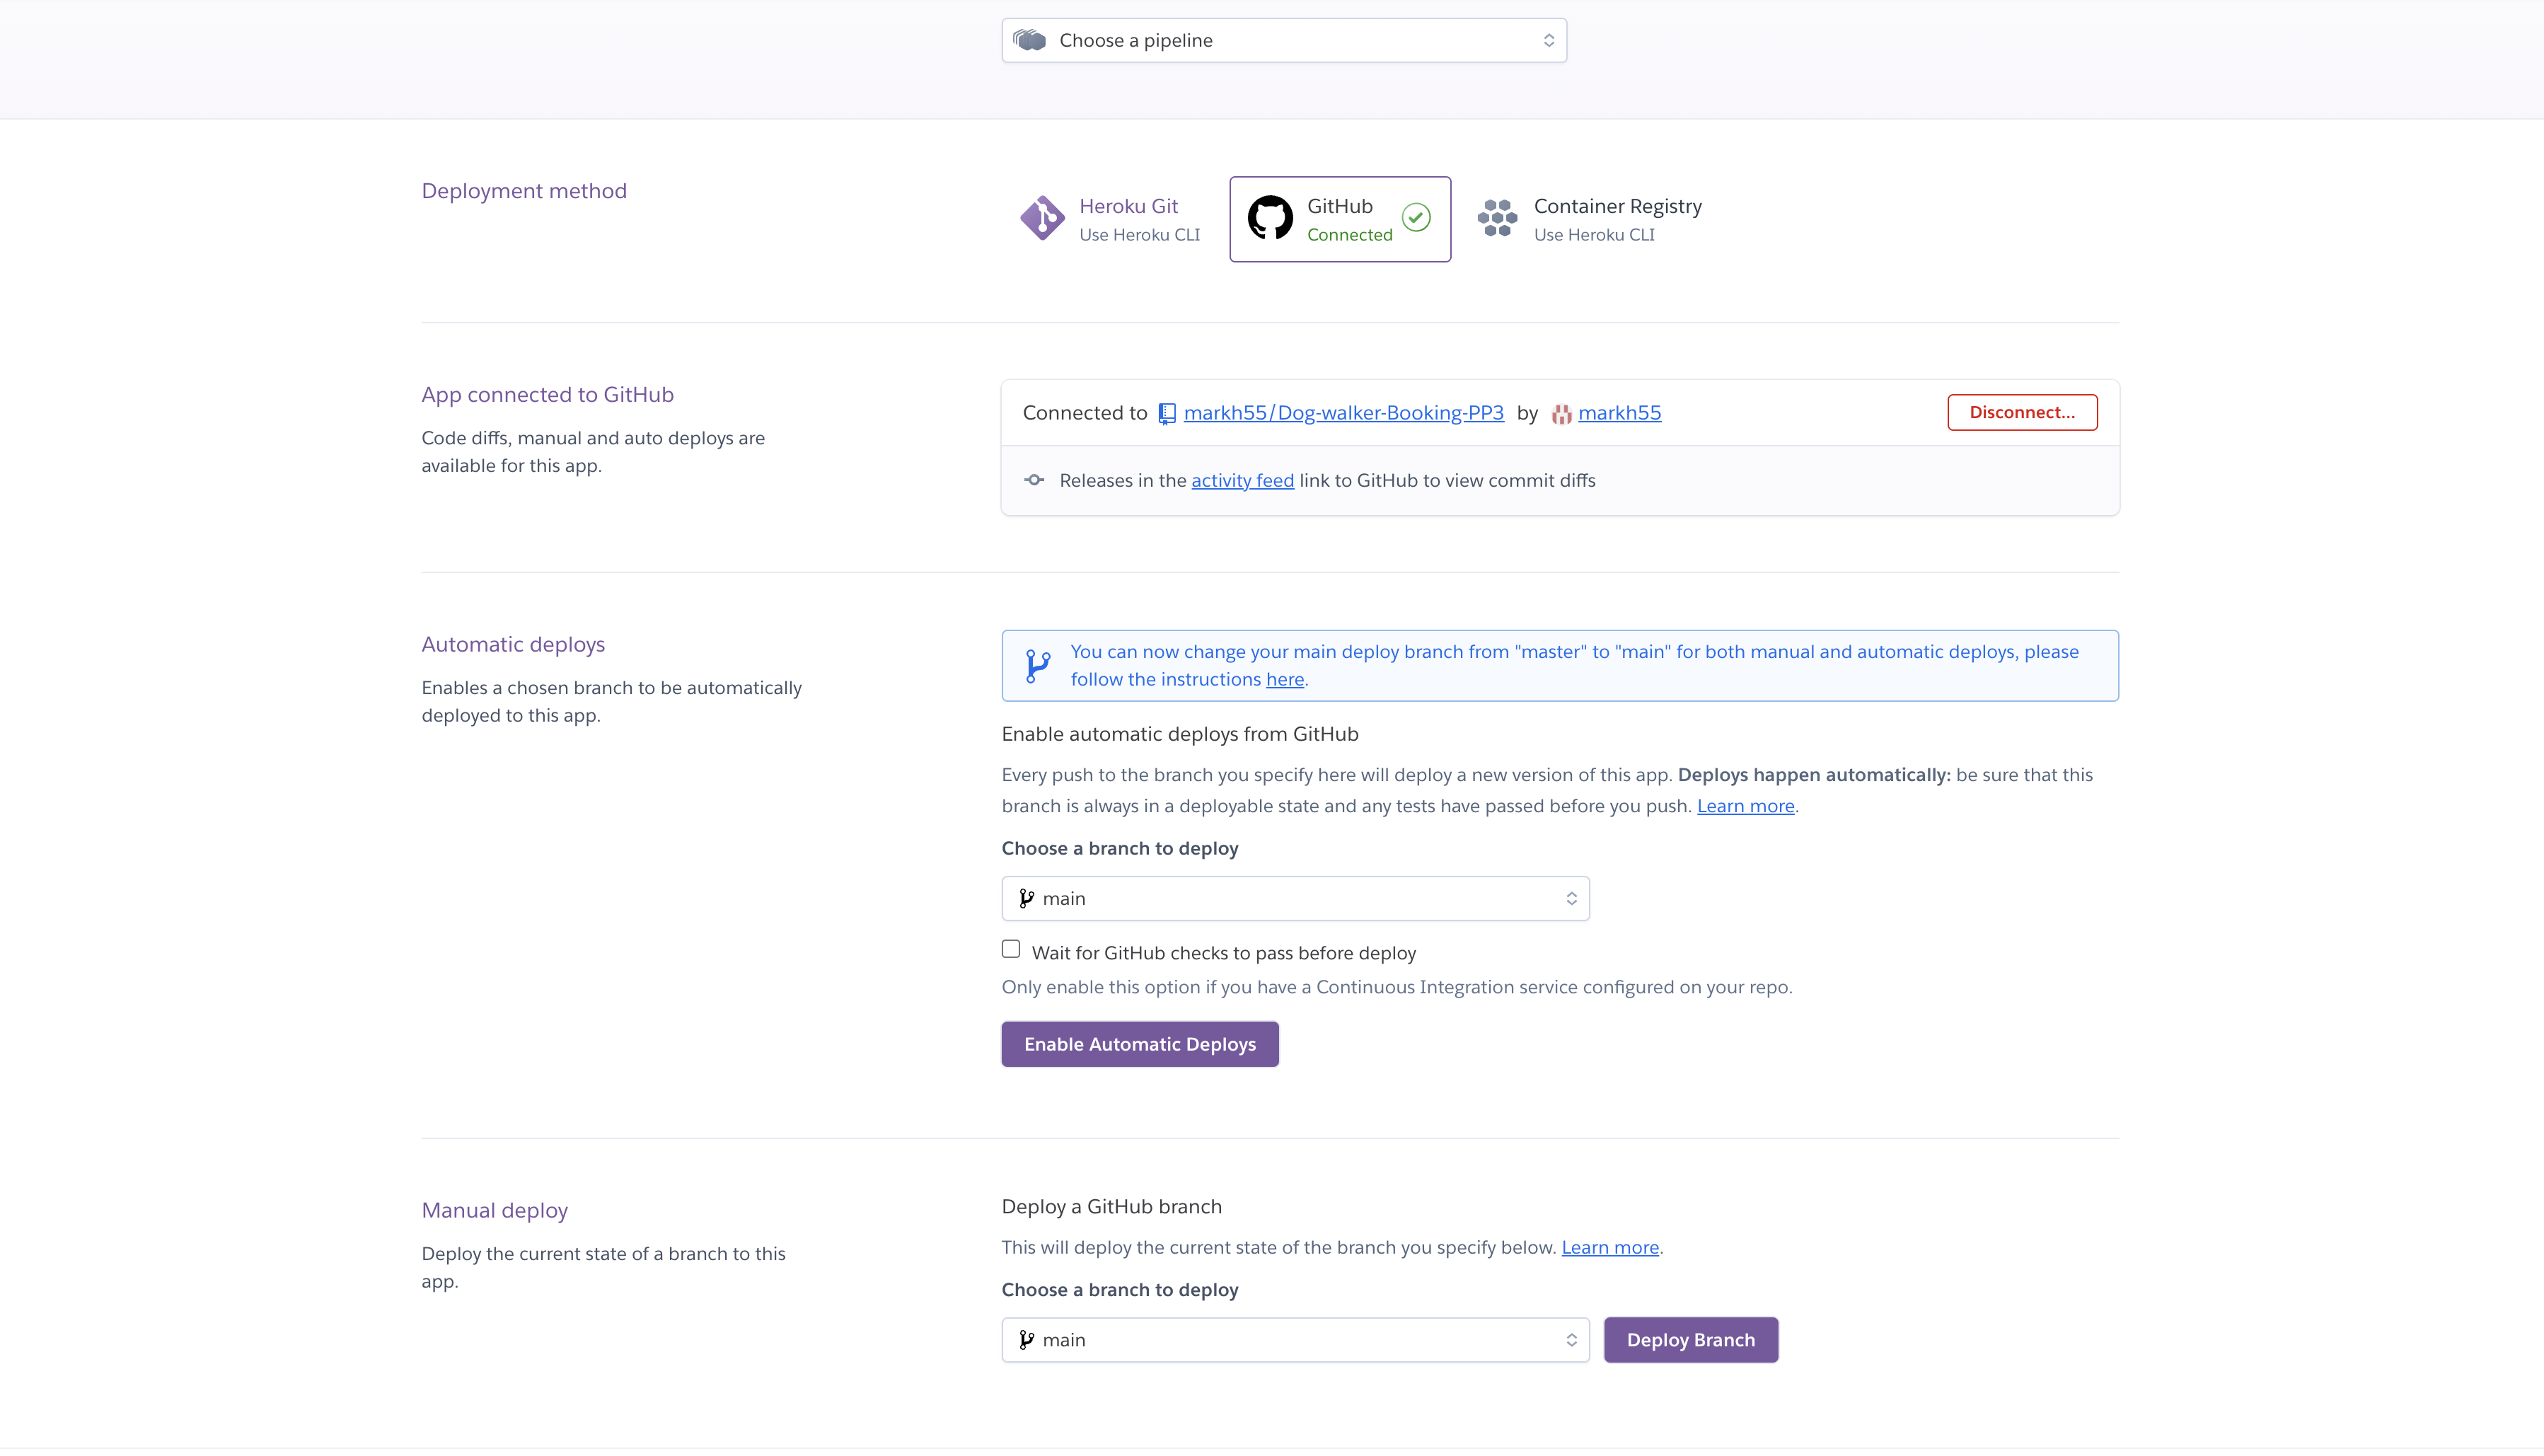 Choose a pipeline
Deployment method
Heroku Git
Use Heroku CLI
GitHub
Connected
Container Registry
Use Heroku CLI
App connected to GitHub
Code diffs, manual and auto deploys are
available for this app.
Connected to markh55/Dog-walker-Booking-PP3 by markh55
Disconnect...
Releases in the activity feed link to GitHub to view commit diffs
Automatic deploys
Enables a chosen branch to be automatically
deployed to this app.
You can now change your main deploy branch from "master" to "main" for both manual and automatic deploys, please
follow the instructions here.
Enable automatic deploys from GitHub
Every push to the branch you specify here will deploy a new version of this app. Deploys happen automatically: be sure that this
branch is always in a deployable state and any tests have passed before you push. Learn more.
Choose a branch to deploy
main
Wait for GitHub checks to pass before deploy
Only enable this option if you have a Continuous Integration service configured on your repo.
Enable Automatic Deploys
Manual deploy
Deploy the current state of a branch to this
app.
Deploy a GitHub branch
This will deploy the current state of the branch you specify below. Learn more.
Choose a branch to deploy
main
Deploy Branch